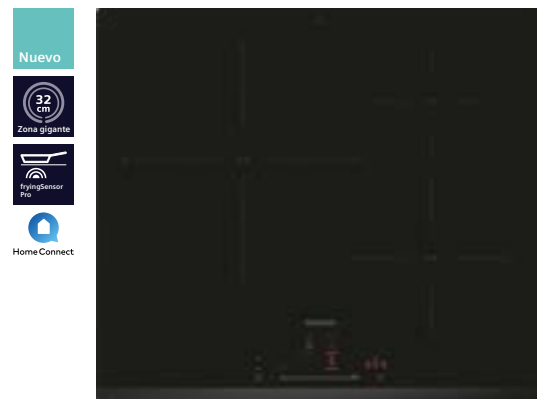 Nuevo
32
cm
Zona gigante
fryingSensor
Pro
Home Connect